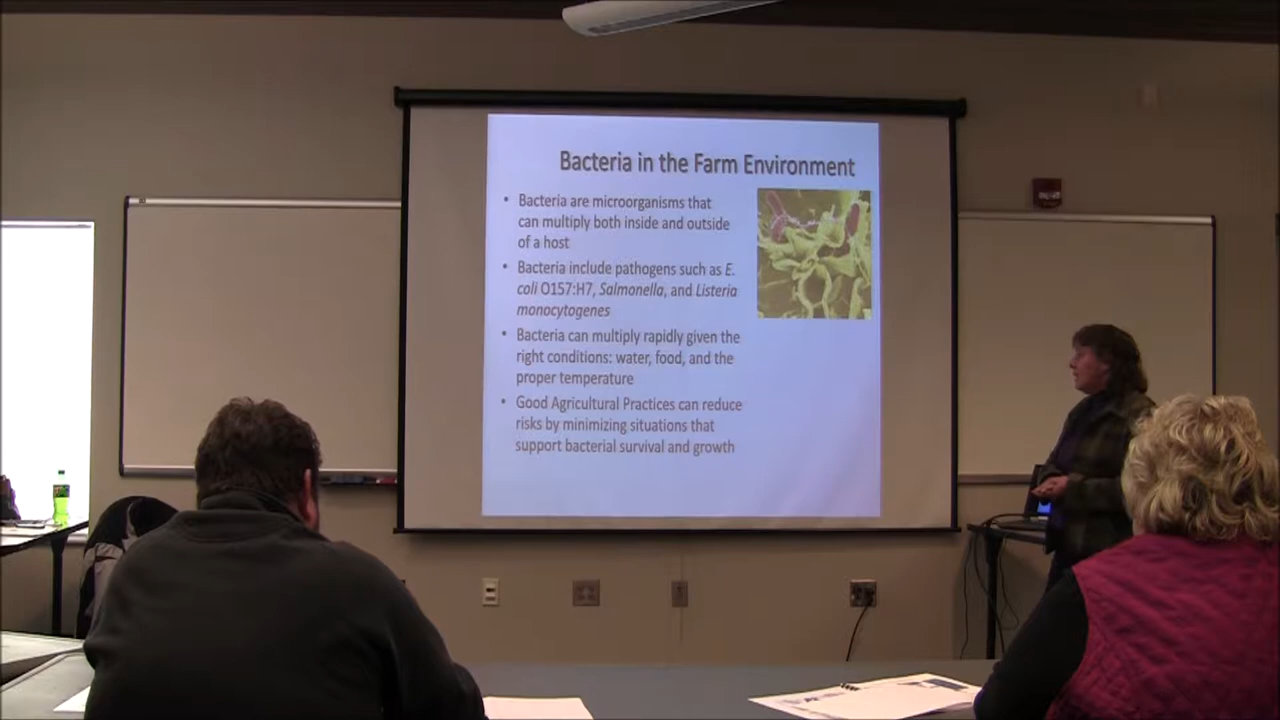 Bacteria in the Farm Environment
• Bacteria are microorganisms that
can multiply both inside and outside
of a host
• Bacteria include pathogens such as E.
coli O157:H7, Salmonella, and Listeria
monocytogenes
• Bacteria can multiply rapidly given the
right conditions: water, food, and the
proper temperature
• Good Agricultural Practices can reduce
risks by minimizing situations that
support bacterial survival and growth